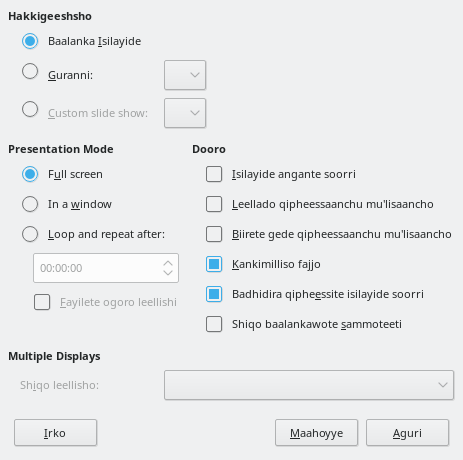 Hakkigeeshsho
Baalanka Isilayide
Guranni:
Custom slide show:
Presentation Mode
Dooro
Full screen
Isilayide angante soorri
In a window
Leellado qipheessaanchu mu'lisaancho
Loop and repeat after:
Biirete gede qipheessaanchu mu'lisaancho
00:00:00
Kankimilliso fajjo
Fayilete ogoro leellishi
Badhidira qipheessite isilayide soorri
Shiqo baalankawote sammoteeti
Multiple Displays
Shiqo leellisho:
Irko
Maahoyye
Aguri